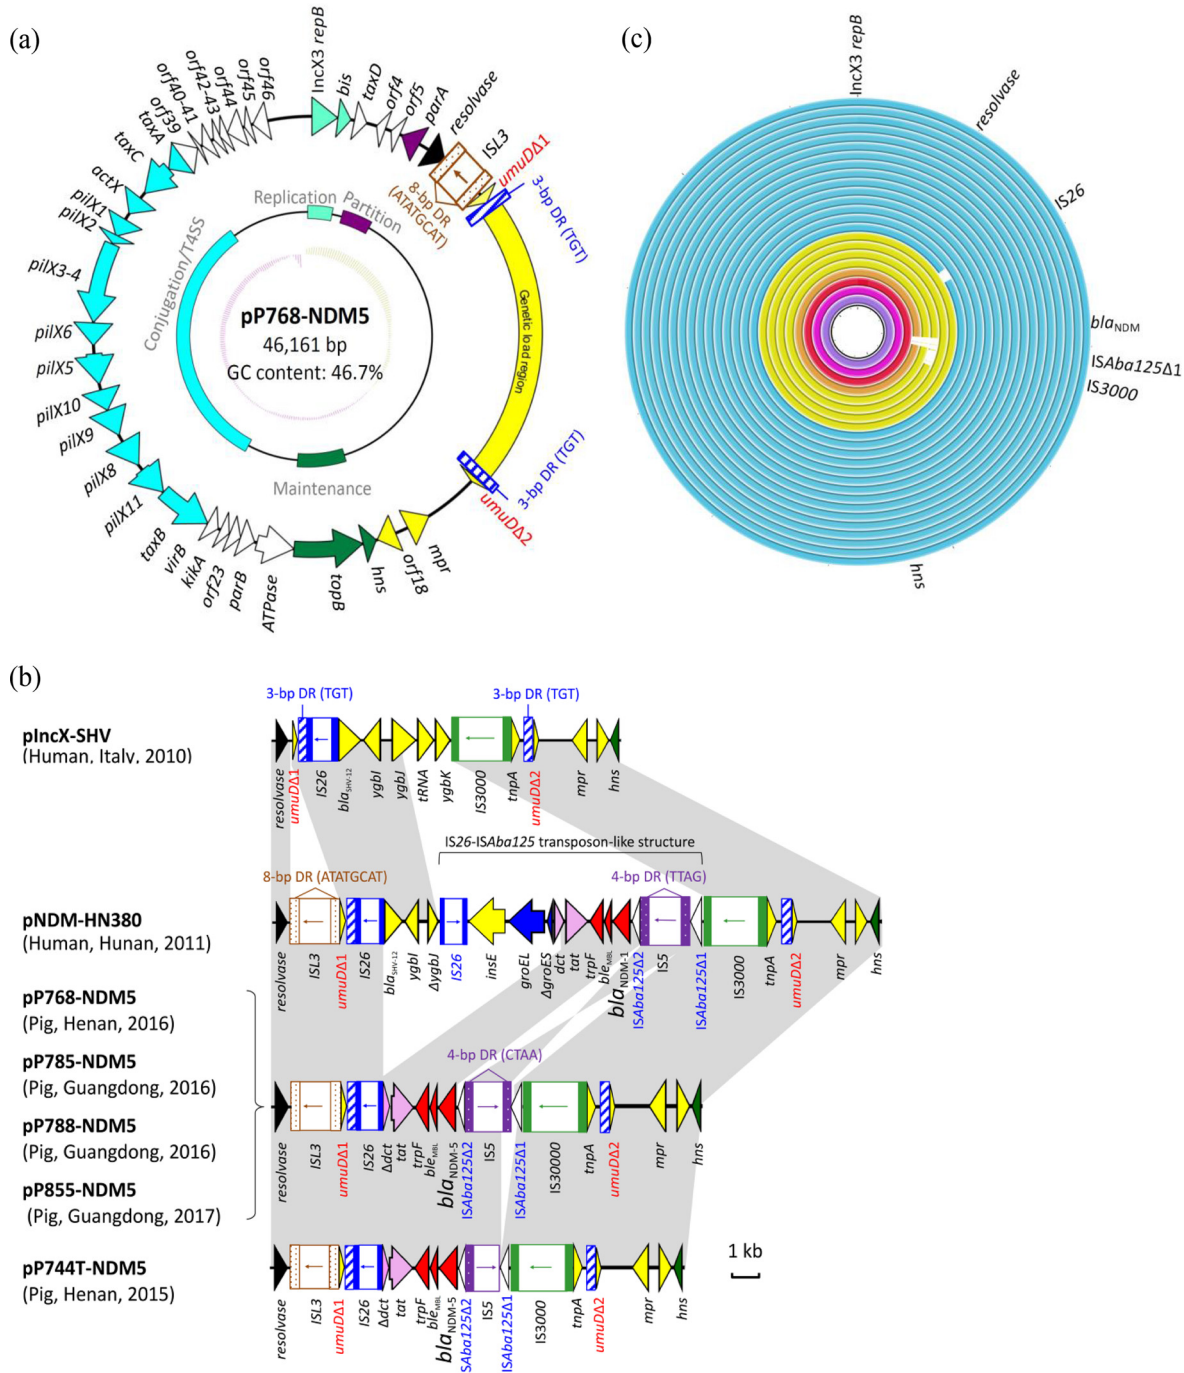 (a)
IncX3 repB
bis
taxD
orf4
orf5
parA
resolvase
ISL3
umuDΔ1
3-bp DR (TGT)
8-bp DR
(ATATGCAT)
Genetic load region
3-bp DR (TGT)
umuDΔ2
mpr
orf18
hns
topB
ATPase
parB
orf23
kikA
virB
taxB
pilX11
pilX8
pilX9
pilX10
pilX5
pilX6
pilX3-4
pilX2
pilX1
actX
taxC
taxA
orf39
orf40-41
orf42-43
orf44
orf45
orf46
Replication
Partition
Conjugation/T4SS
Maintenance
pP768-NDM5
46,161 bp
GC content: 46.7%
(c)
IncX3 repB
resolvase
IS26
blaNDM
ISAba125Δ1
IS3000
hns
(b)
3-bp DR (TGT)
3-bp DR (TGT)
pIncX-SHV
(Human, Italy, 2010)
resolvase
umuDΔ1
IS26
blaSHV-12
ygbI
ygbJ
tRNA
ygbK
IS3000
tnpA
umuDΔ2
mpr
hns
IS26-ISAba125 transposon-like structure
8-bp DR (ATATGCAT)
4-bp DR (TTAG)
pNDM-HN380
(Human, Hunan, 2011)
resolvase
ISL3
umuDΔ1
IS26
blaSHV-12
ygbI
ΔygbJ
IS26
insE
groEL
ΔgroES
dct
tat
trpF
bleMBL
blaNDM-1
ISAba125Δ2
IS5
ISAba125Δ1
IS3000
tnpA
umuDΔ2
mpr
hns
pP768-NDM5
(Pig, Henan, 2016)
pP785-NDM5
(Pig, Guangdong, 2016)
pP788-NDM5
(Pig, Guangdong, 2016)
pP855-NDM5
(Pig, Guangdong, 2017)
4-bp DR (CTAA)
resolvase
ISL3
umuDΔ1
IS26
Δdct
tat
trpF
bleMBL
blaNDM-5
ISAba125Δ2
IS5
ISAba125Δ1
IS30000
tnpA
umuDΔ2
mpr
hns
pP744T-NDM5
(Pig, Henan, 2015)
1 kb
resolvase
ISL3
umuDΔ1
IS26
Δdct
tat
trpF
bleMBL
blaNDM-5
SAba125Δ2
IS5
ISAba125Δ1
IS3000
tnpA
umuDΔ2
mpr
hns